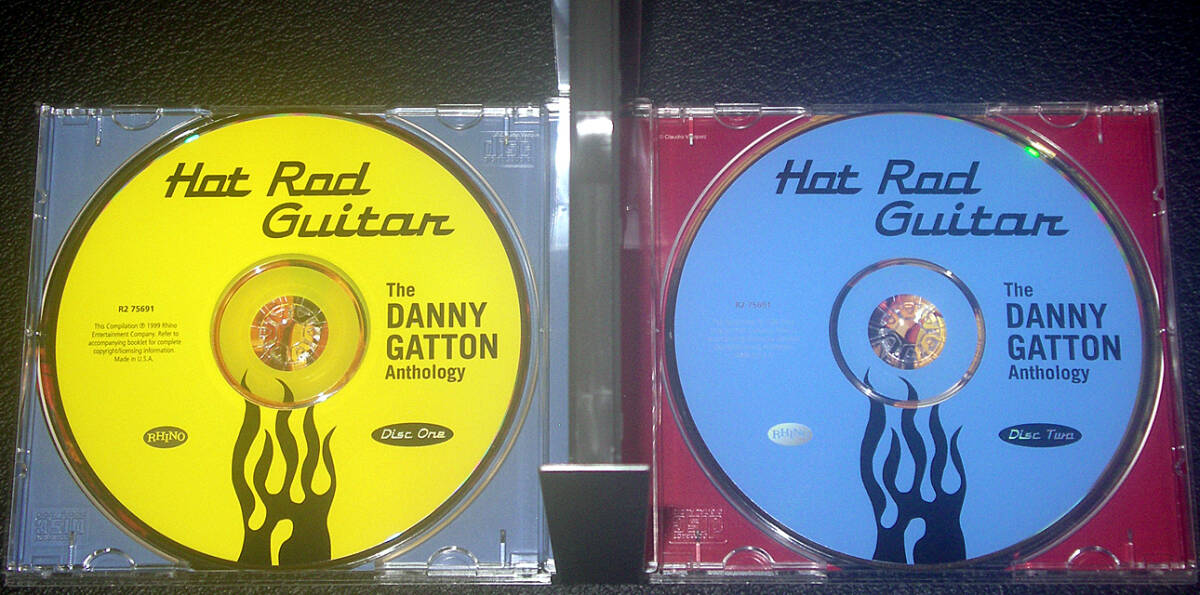 Hot Rod
Guitar
The
DANNY
GATTON
Anthology
R2 75691
This Compilation ℗ 1999 Rhino
Entertainment Company. Refer to
accompanying booklet for complete
copyright/licensing information.
Made in U.S.A.
RHINO
Disc One
Hot Rod
Guitar
The
DANNY
GATTON
Anthology
R2 75691
RHINO
Disc Two